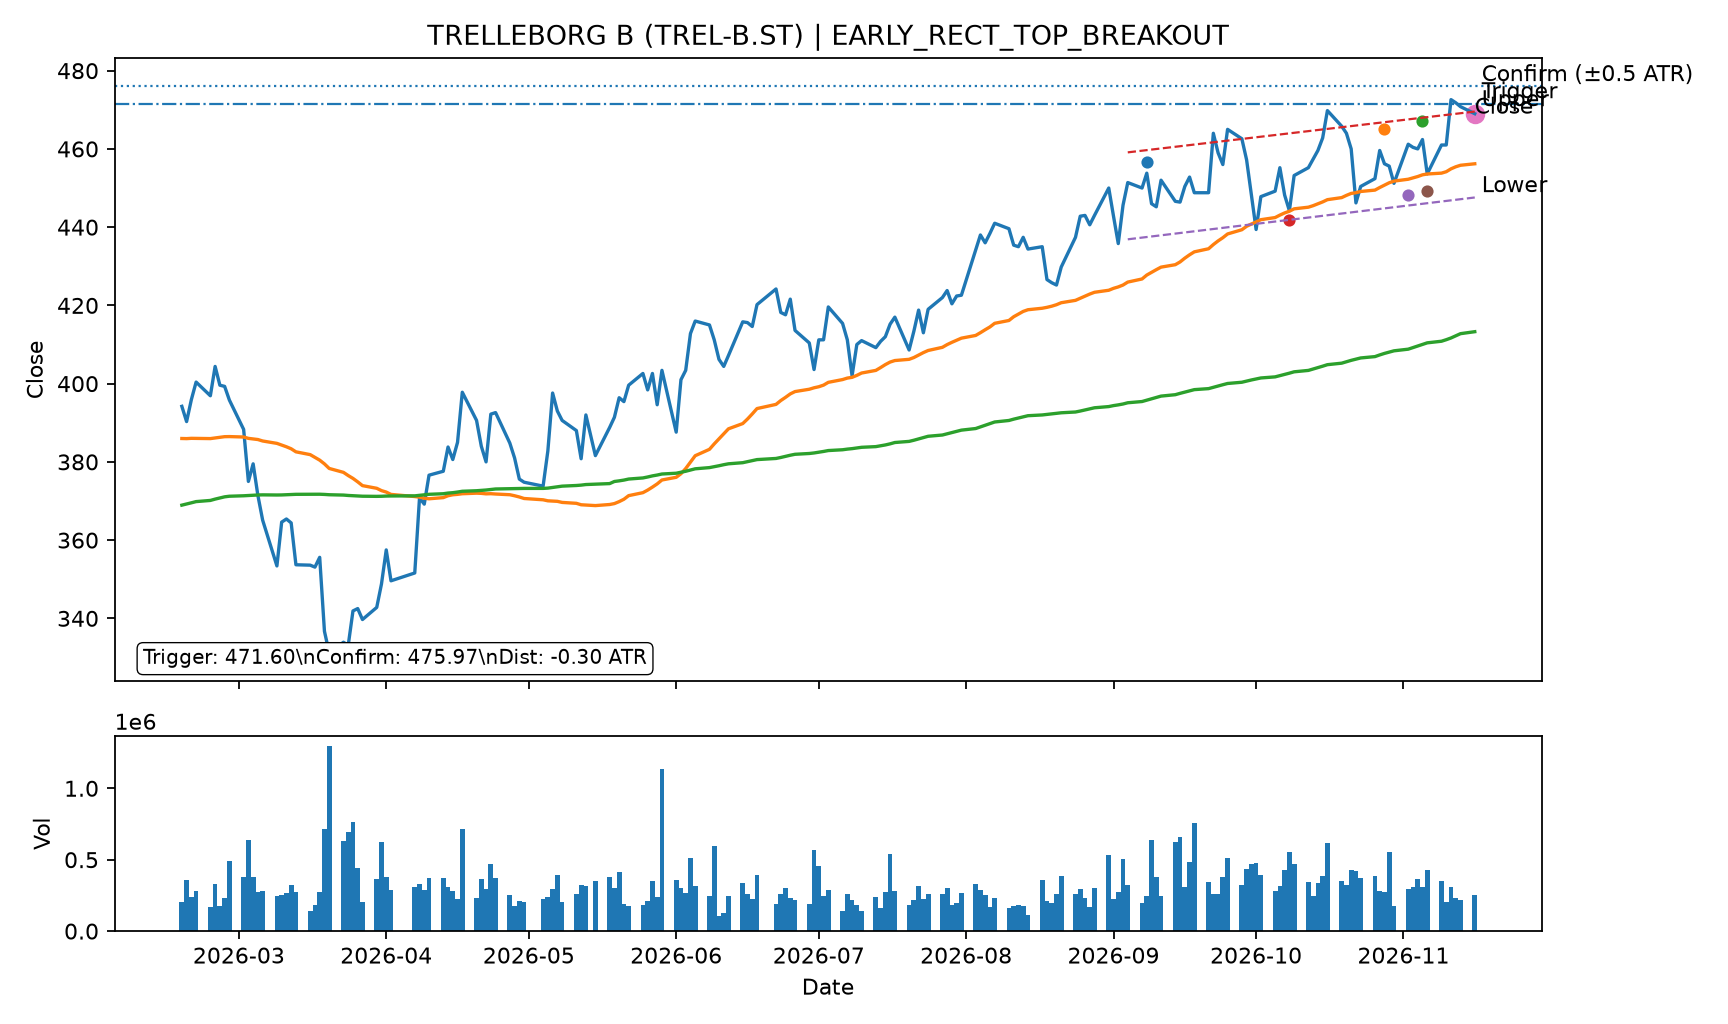 TRELLEBORG B (TREL-B.ST) | EARLY_RECT_TOP_BREAKOUT
480
460
440
420
400
380
360
340
Close
Confirm (±0.5 ATR)
Trigger
Upper
Close
Lower
Trigger: 471.60\nConfirm: 475.97\nDist: -0.30 ATR
1e6
1.0
0.5
0.0
Vol
2026-03
2026-04
2026-05
2026-06
2026-07
2026-08
2026-09
2026-10
2026-11
Date